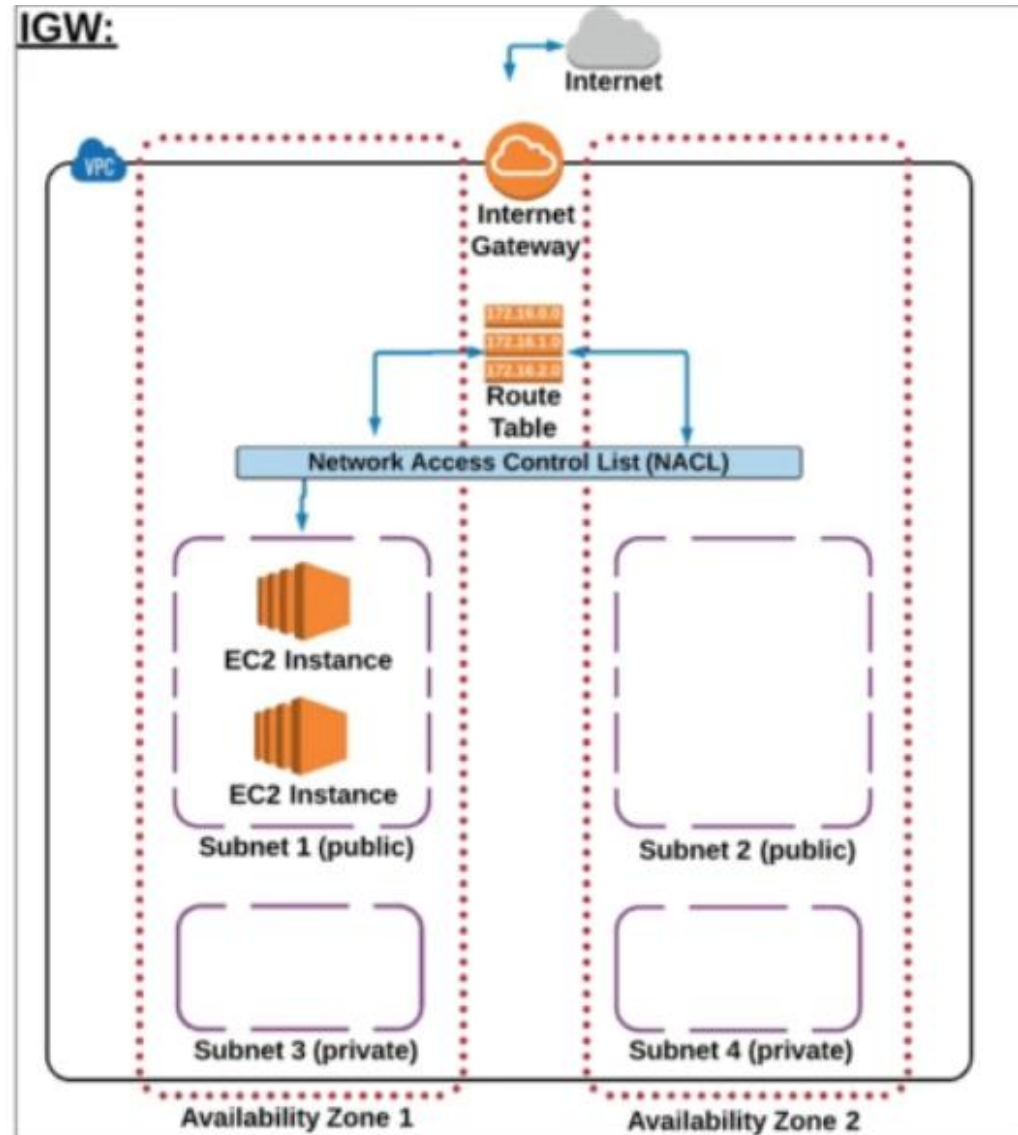 IGW:
Internet
VPC
Internet
Gateway
172.16.0.0
172.16.1.0
172.16.2.0
Route
Table
Network Access Control List (NACL)
EC2 Instance
EC2 Instance
Subnet 1 (public)
Subnet 2 (public)
Subnet 3 (private)
Subnet 4 (private)
Availability Zone 1
Availability Zone 2